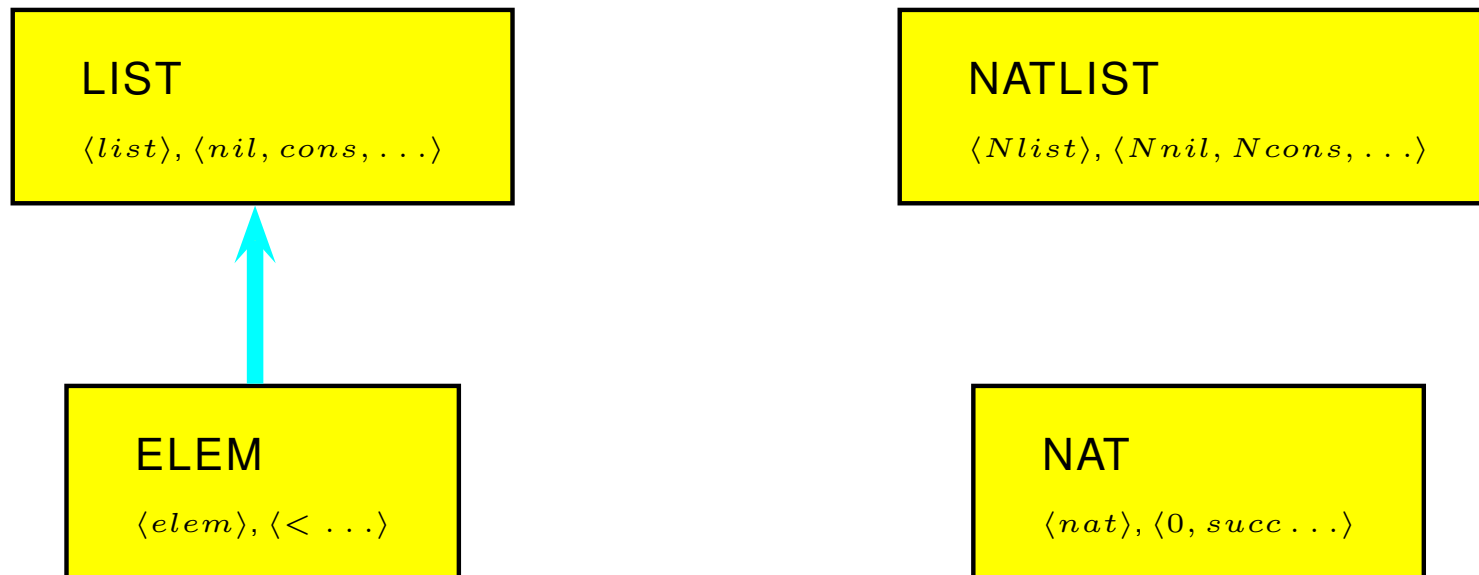 LIST
⟨list⟩, ⟨nil, cons, . . .⟩
NATLIST
⟨Nlist⟩, ⟨Nnil, Ncons, . . .⟩
ELEM
⟨elem⟩, ⟨< . . .⟩
NAT
⟨nat⟩, ⟨0, succ . . .⟩